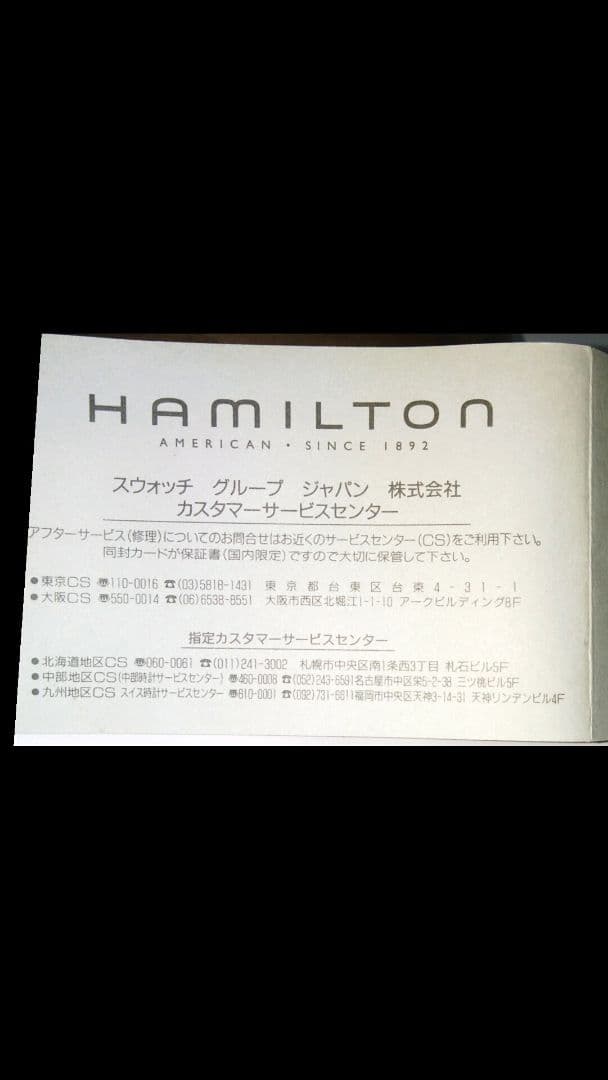 HAMILTON
AMERICAN · SINCE 1892
スウォッチ グループ ジャパン 株式会社
カスタマーサービスセンター
アフターサービス(修理)についてのお問合せはお近くのサービスセンター(CS)をご利用下さい。
同封カードが保証書(国内限定)ですので大切に保管して下さい。
●東京CS 〠110-0016 ☎(03)5818-1431 東京都台東区台東4-31-1
●大阪CS 〠550-0014 ☎(06)6538-8551 大阪市西区北堀江1-1-10 アークビルディング8F
指定カスタマーサービスセンター
●北海道地区CS 〠060-0061 ☎(011)241-3002 札幌市中央区南1条西3丁目 札石ビル5F
●中部地区CS(中部時計サービスセンター) 〠460-0008 ☎(052)243-6591名古屋市中区栄5-2-38 三ツ桃ビル5F
●九州地区CS スイス時計サービスセンター 〠810-0001 ☎(092)731-6611福岡市中央区天神3-14-31 天神リンデンビル4F